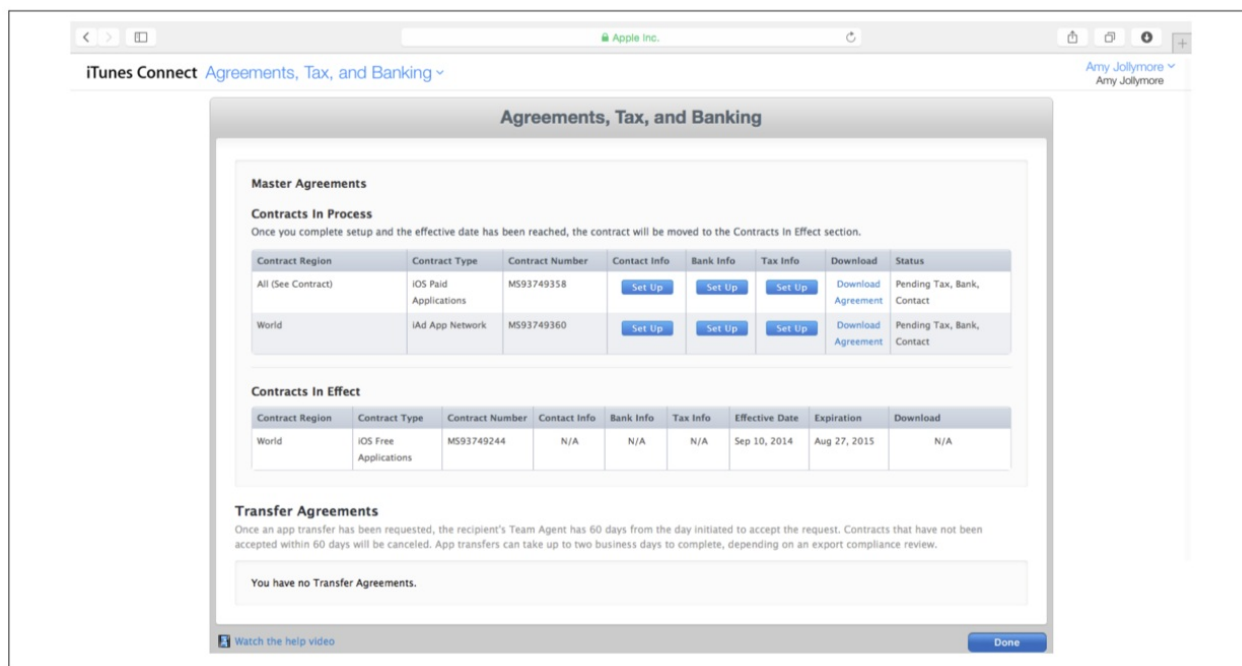 Apple Inc.
iTunes Connect Agreements, Tax, and Banking
Amy Jollymore
Amy Jollymore
Agreements, Tax, and Banking
Master Agreements
Contracts In Process
Once you complete setup and the effective date has been reached, the contract will be moved to the Contracts In Effect section.
Contract Region Contract Type Contract Number Contact Info Bank Info Tax Info Download Status
All (See Contract) iOS Paid MS93749358 Set Up Set Up Set Up Download Pending Tax, Bank,
Applications Agreement Contact
World iAd App Network MS93749360 Set Up Set Up Set Up Download Pending Tax, Bank,
Agreement Contact
Contracts In Effect
Contract Region Contract Type Contract Number Contact Info Bank Info Tax Info Effective Date Expiration Download
World iOS Free MS93749244 N/A N/A N/A Sep 10, 2014 Aug 27, 2015 N/A
Applications
Transfer Agreements
Once an app transfer has been requested, the recipient's Team Agent has 60 days from the day initiated to accept the request. Contracts that have not been
accepted within 60 days will be canceled. App transfers can take up to two business days to complete, depending on an export compliance review.
You have no Transfer Agreements.
Watch the help video
Done